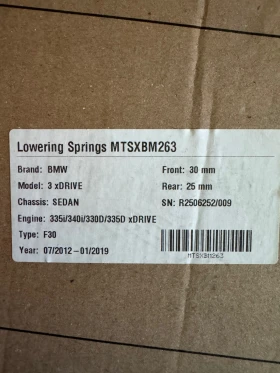 Lowering Springs MTSXBM263
Brand: BMW Front: 30 mm
Model: 3 xDRIVE Rear: 25 mm
Chassis: SEDAN SN: R2506252/009
Engine: 335i/340i/330D/335D xDRIVE
Type: F30
Year: 07/2012-01/2019
MTSXBM263